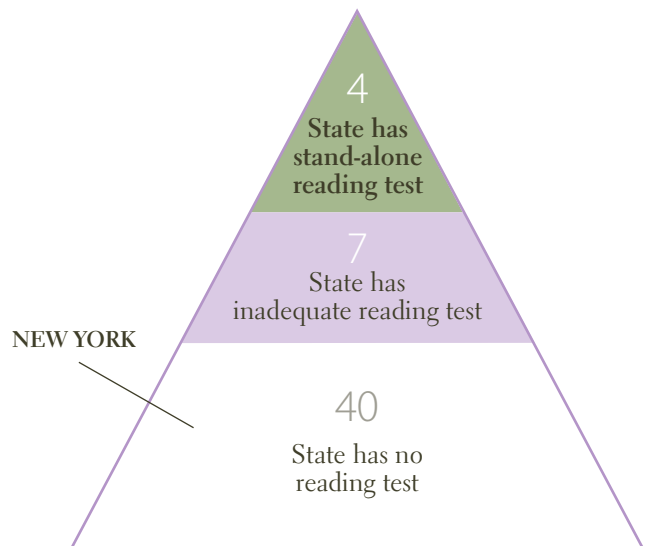 4
State has
stand-alone
reading test
7
State has
inadequate reading test
NEW YORK
40
State has no
reading test